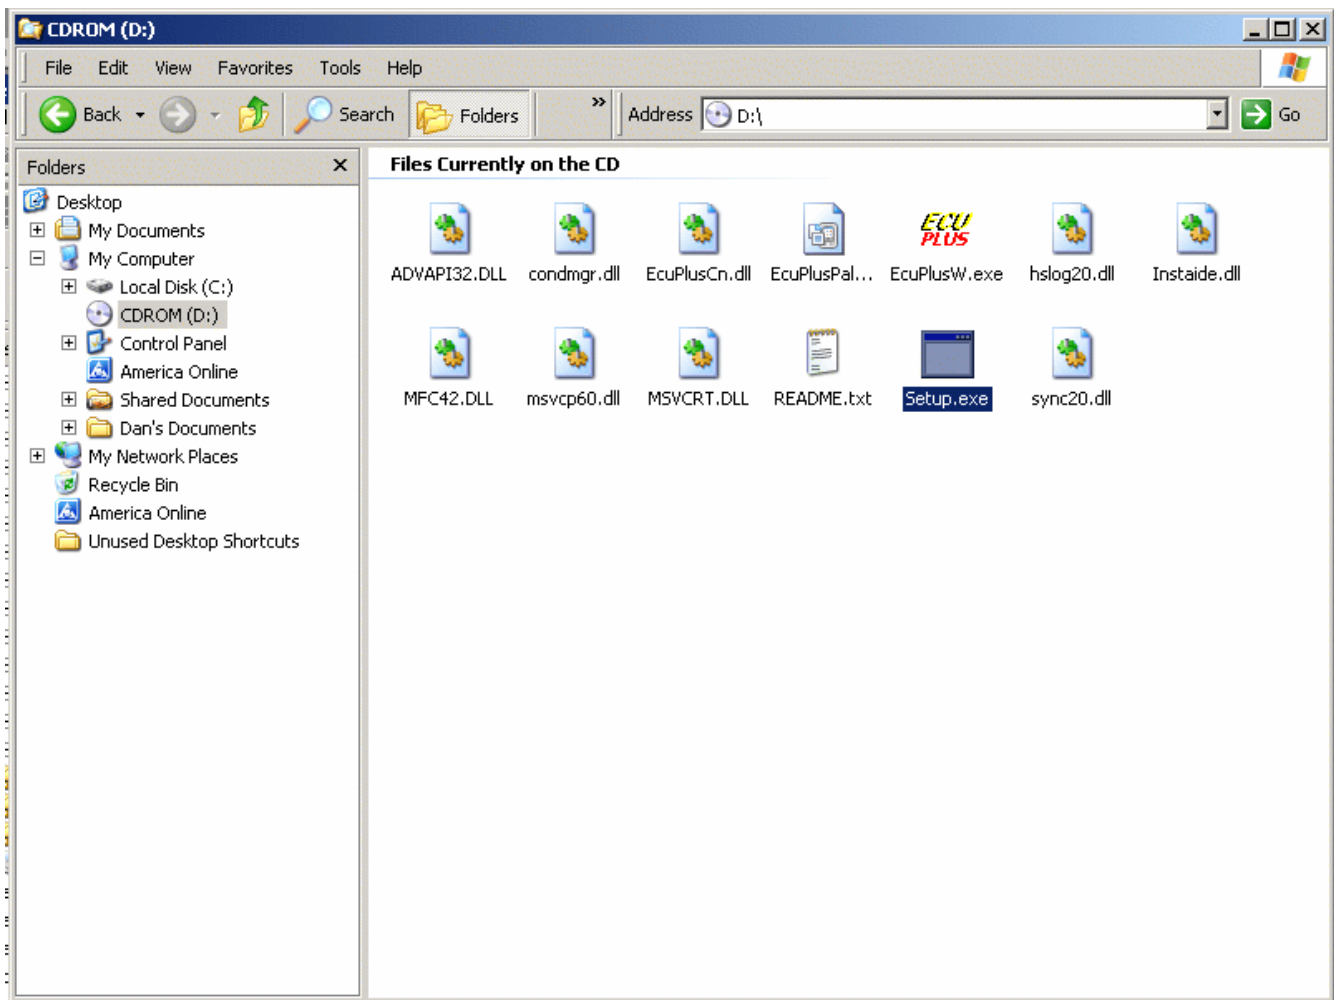 CDROM (D:)
File Edit View Favorites Tools Help
Back Search Folders » Address D:\ Go
Folders
Desktop
My Documents
My Computer
Local Disk (C:)
CDROM (D:)
Control Panel
America Online
Shared Documents
Dan's Documents
My Network Places
Recycle Bin
America Online
Unused Desktop Shortcuts
Files Currently on the CD
ECU
PLUS
ADVAPI32.DLL condmgr.dll EcuPlusCn.dll EcuPlusPal... EcuPlusW.exe hslog20.dll Instaide.dll
MFC42.DLL msvcp60.dll MSVCRT.DLL README.txt Setup.exe sync20.dll